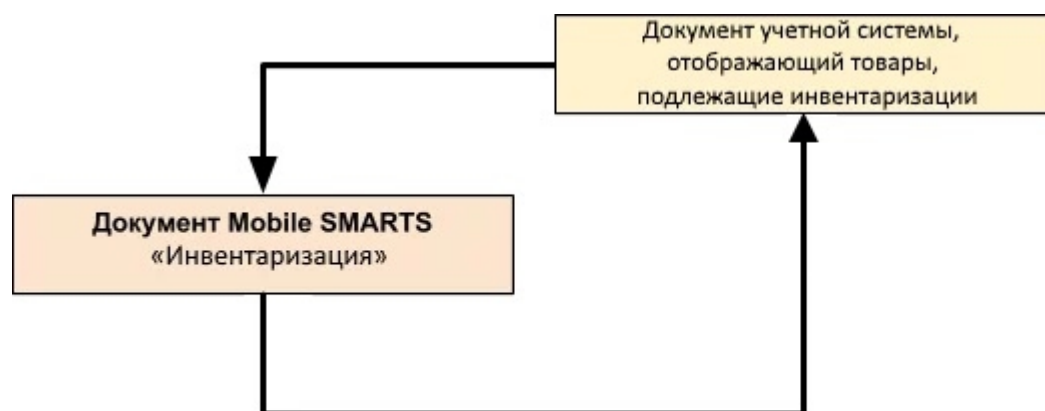 Документ учетной системы,
отображающий товары,
подлежащие инвентаризации
Документ Mobile SMARTS
«Инвентаризация»